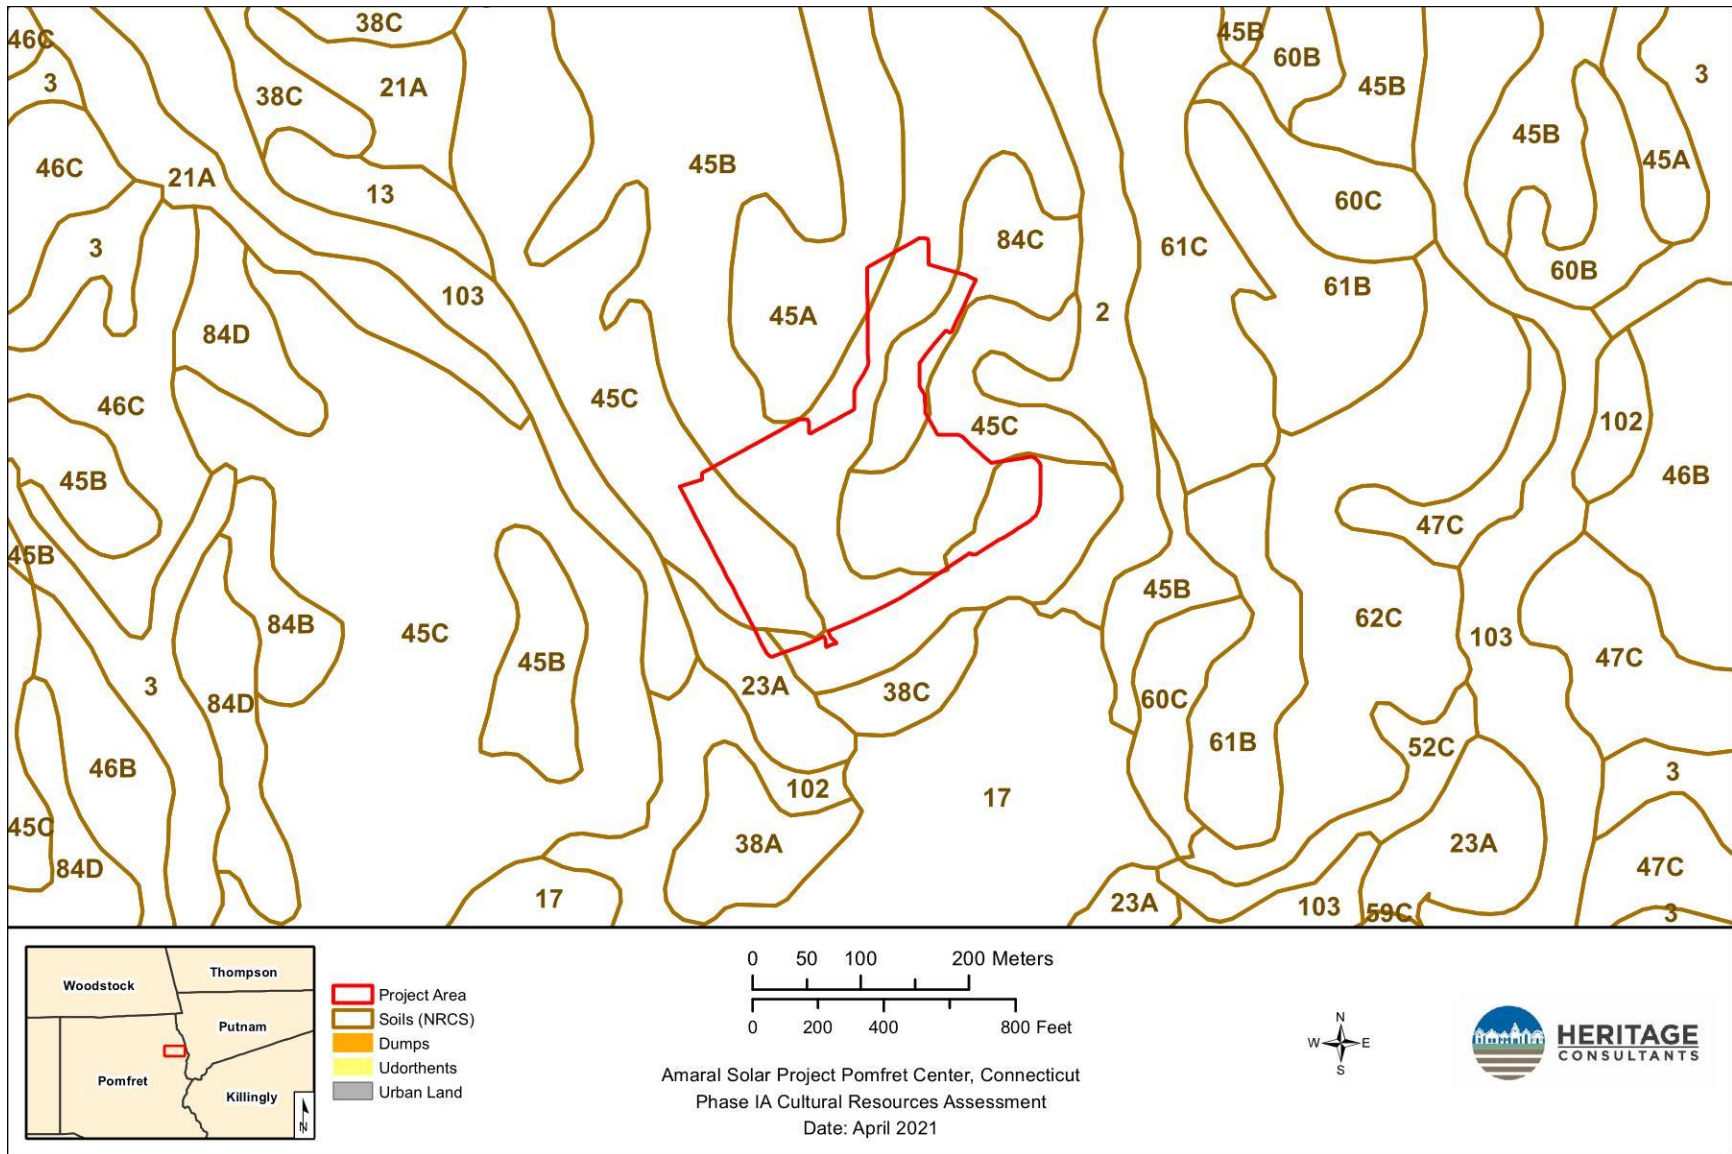 38C
45B
46C
60B
3
3
21A
45B
38C
45B
46C
45B
45A
21A
13
60C
3
84C
61C
60B
61B
103
2
45A
84D
45C
46C
102
45C
45B
46B
47C
45B
45B
84B
45C
62C
103
45B
47C
3
23A
38C
60C
84D
61B
52C
46B
3
102
17
45C
38A
23A
84D
47C
17
23A
103
59C
3
Woodstock
Thompson
Putnam
Pomfret
Killingly
N
Project Area
Soils (NRCS)
Dumps
Udorthents
Urban Land
0 50 100 200 Meters
0 200 400 800 Feet
Amaral Solar Project Pomfret Center, Connecticut
Phase IA Cultural Resources Assessment
Date: April 2021
N
W E
S
HERITAGE
CONSULTANTS